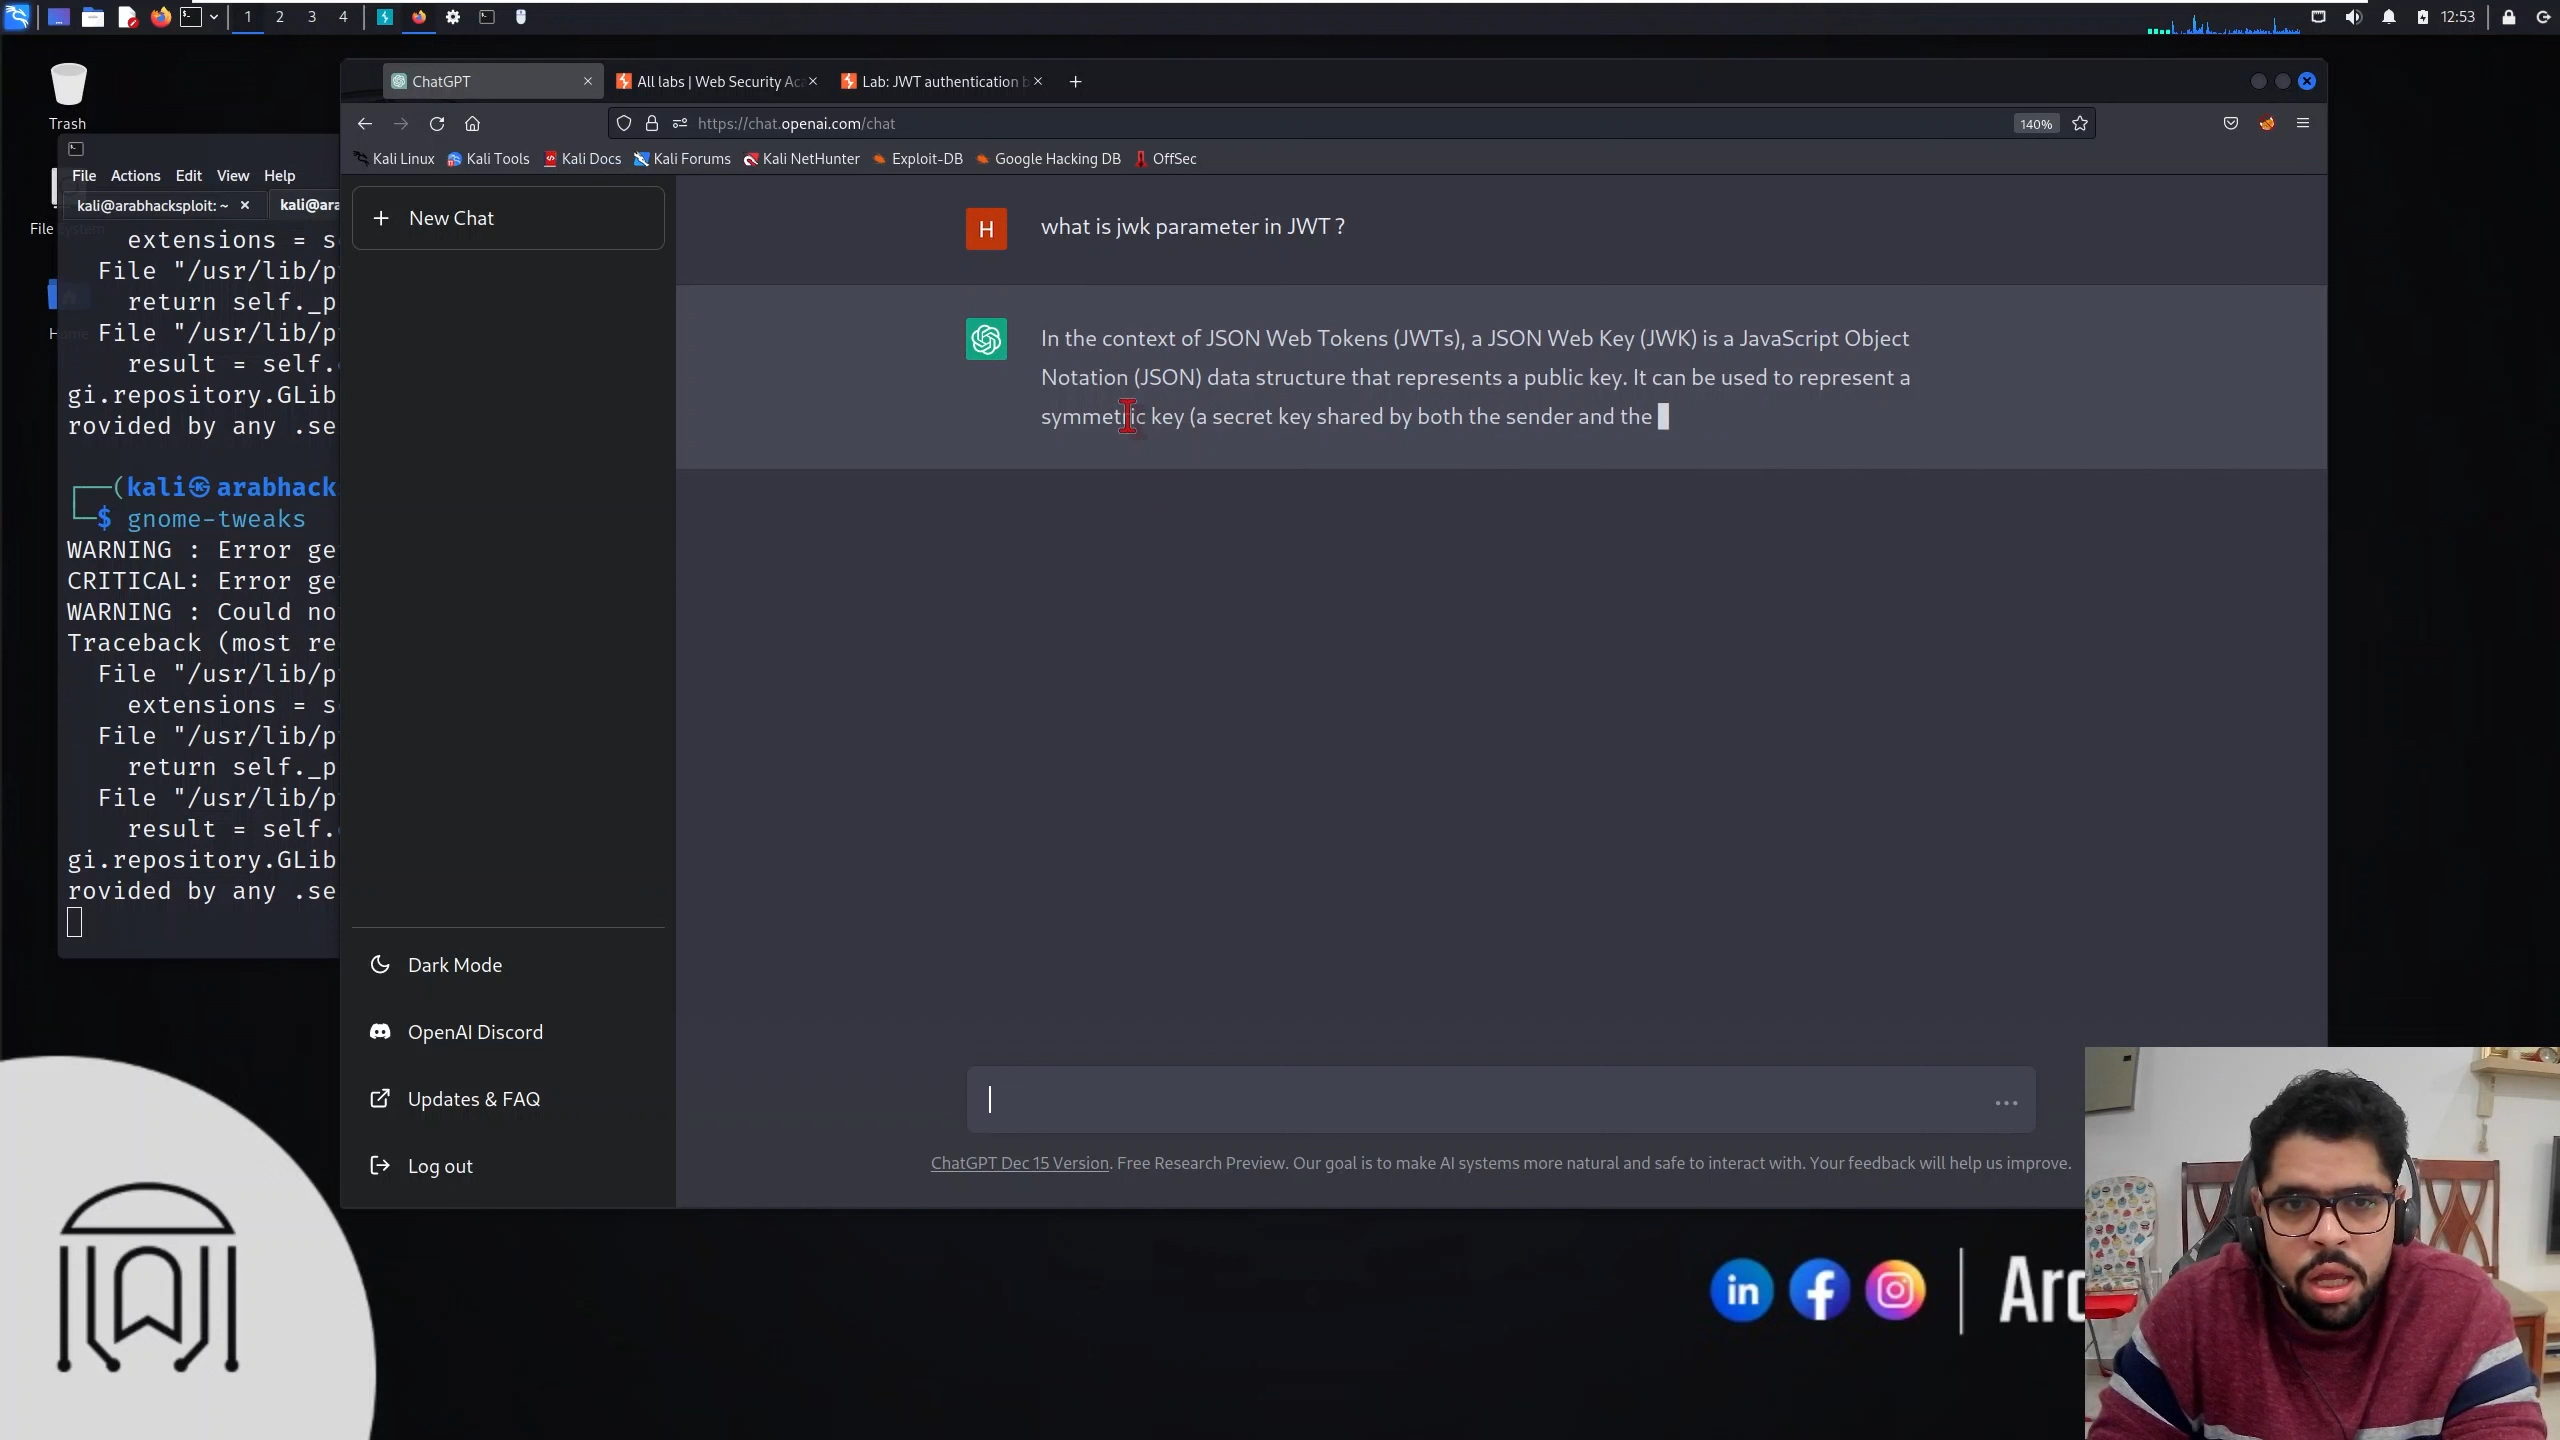 1 2 3 4
12:53
Trash
File Actions Edit View Help
kali@arabhacksploit: ~
kali@ara
File System
Home
extensions = s
File "/usr/lib/p
return self._p
File "/usr/lib/p
result = self.
gi.repository.GLib
rovided by any .se
(kali㉿arabhack
$ gnome-tweaks
WARNING : Error ge
CRITICAL: Error ge
WARNING : Could no
Traceback (most re
File "/usr/lib/p
extensions = s
File "/usr/lib/p
return self._p
File "/usr/lib/p
result = self.
gi.repository.GLib
rovided by any .se
ChatGPT
All labs | Web Security Aca
Lab: JWT authentication b
https://chat.openai.com/chat
140%
Kali Linux Kali Tools Kali Docs Kali Forums Kali NetHunter Exploit-DB Google Hacking DB OffSec
New Chat
Dark Mode
OpenAI Discord
Updates & FAQ
Log out
H
what is jwk parameter in JWT ?
In the context of JSON Web Tokens (JWTs), a JSON Web Key (JWK) is a JavaScript Object
Notation (JSON) data structure that represents a public key. It can be used to represent a
symmetric key (a secret key shared by both the sender and the
ChatGPT Dec 15 Version. Free Research Preview. Our goal is to make AI systems more natural and safe to interact with. Your feedback will help us improve.
in